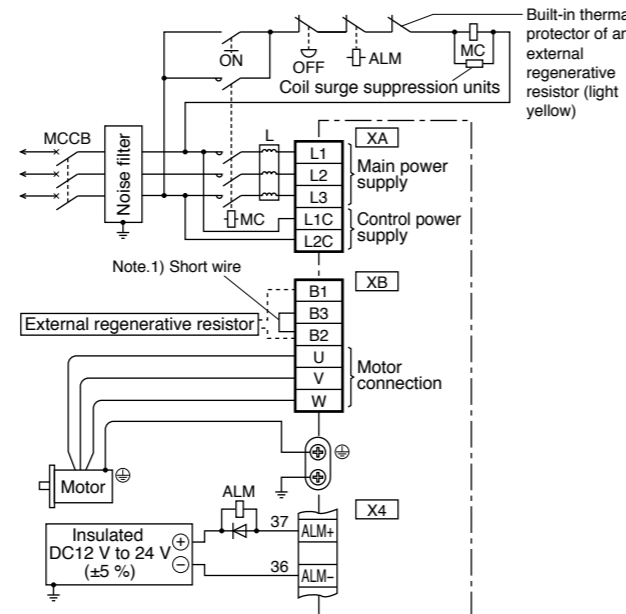 Built-in therma
protector of an
external
regenerative
resistor (light
yellow)
ON
OFF
ALM
MC
Coil surge suppression units
MCCB
Noise filter
L
MC
XA
L1
L2
L3
L1C
L2C
Main power
supply
Control power
supply
Note.1) Short wire
XB
B1
B3
B2
U
V
W
External regenerative resistor
Motor
connection
Motor
ALM
X4
Insulated
DC12 V to 24 V
(±5 %)
+
−
37
36
ALM+
ALM−